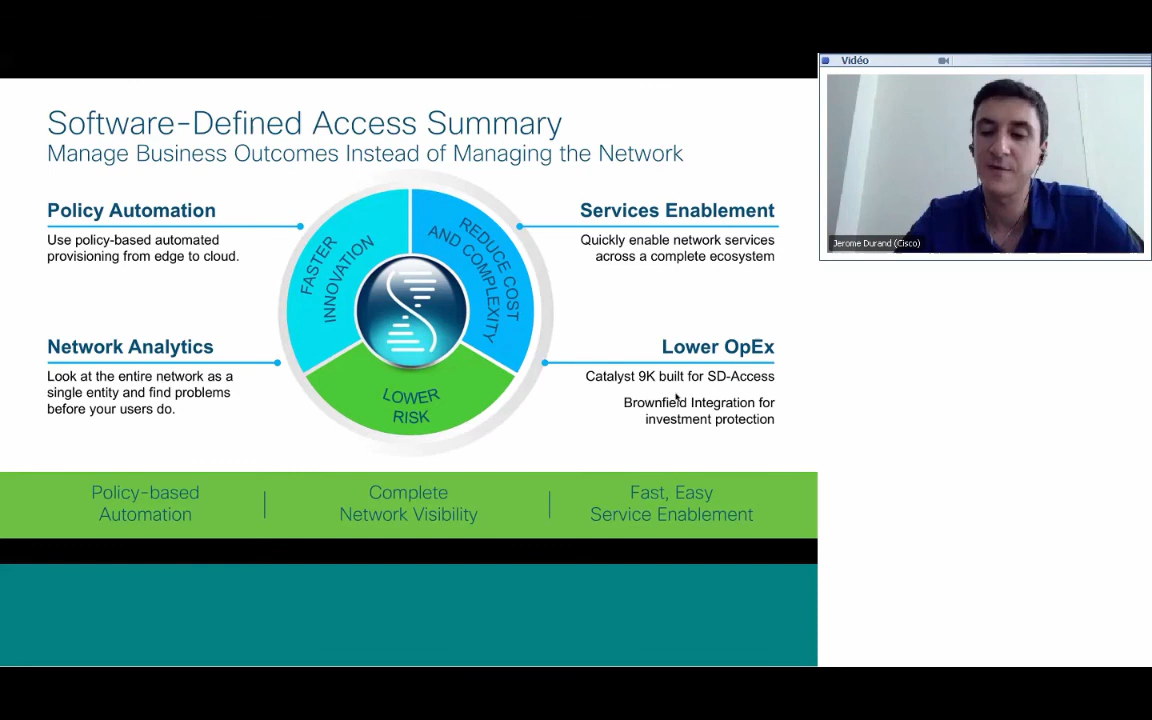 Software-Defined Access Summary
Manage Business Outcomes Instead of Managing the Network
Policy Automation
Use policy-based automated
provisioning from edge to cloud.
Services Enablement
Quickly enable network services
across a complete ecosystem
FASTER
INNOVATION
REDUCE COST
AND COMPLEXITY
LOWER
RISK
Network Analytics
Look at the entire network as a
single entity and find problems
before your users do.
Lower OpEx
Catalyst 9K built for SD-Access
Brownfield Integration for
investment protection
Policy-based
Automation
Complete
Network Visibility
Fast, Easy
Service Enablement
Vidéo
Jerome Durand (Cisco)